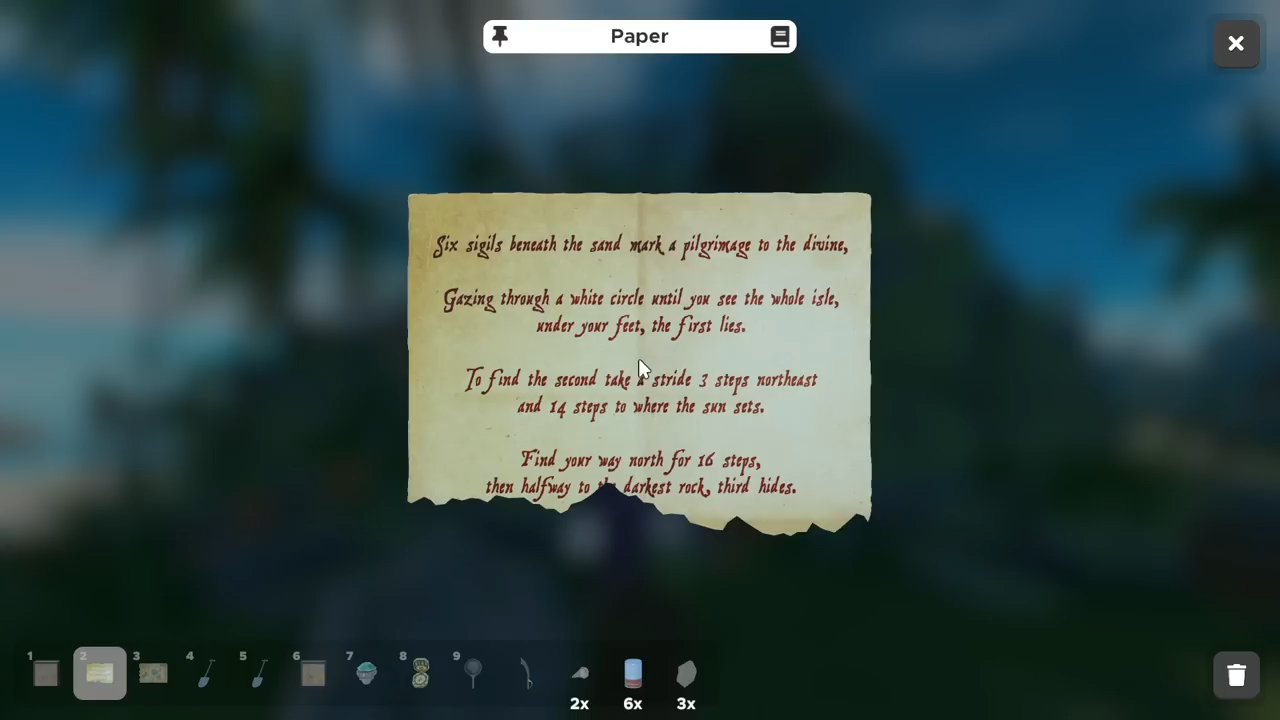 Paper
Six sigils beneath the sand mark a pilgrimage to the divine,
Gazing through a white circle until you see the whole isle,
under your feet, the first lies.
To find the second take a stride 3 steps northeast
and 14 steps to where the sun sets.
Find your way north for 16 steps,
then halfway to the darkest rock, third hides.
1 2 3 4 5 6 7 8 9
2x 6x 3x